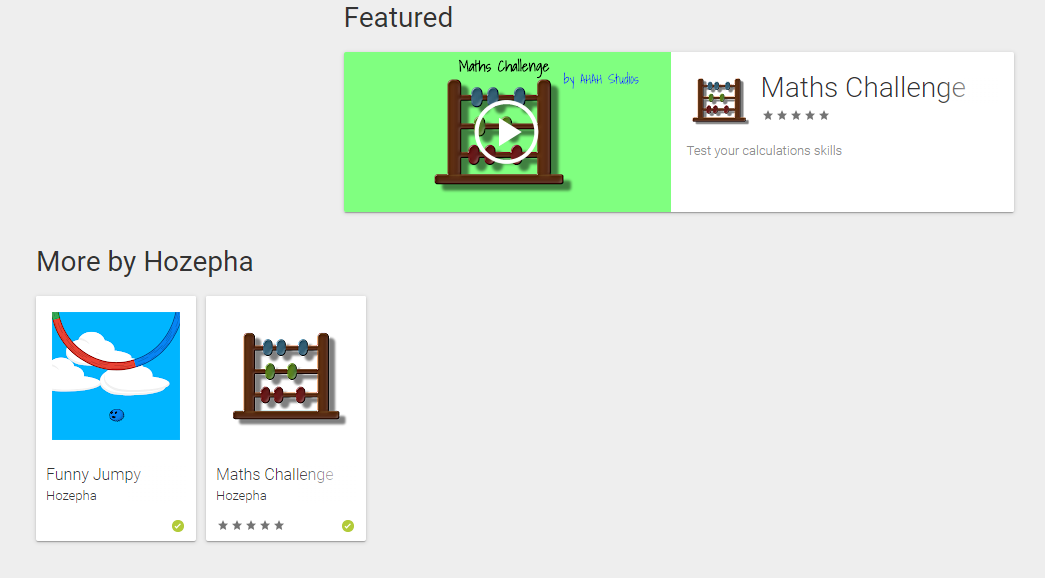 Featured
Maths Challenge
by AHAH Studios
Maths Challenge
Test your calculations skills
More by Hozepha
Funny Jumpy
Hozepha
Maths Challenge
Hozepha